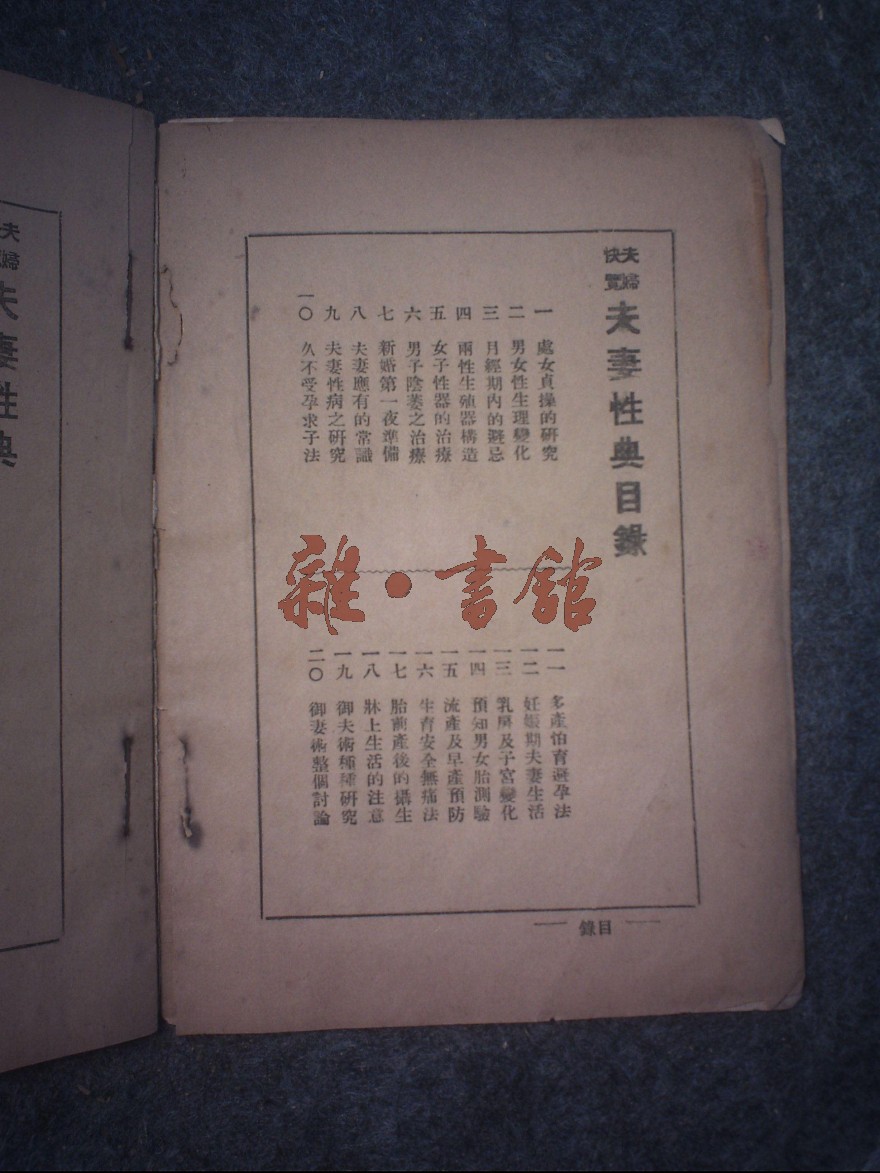 夫婦
快覽
夫妻性典目錄
一 處女貞操的研究
二 男女性生理變化
三 月經期內的避忌
四 兩性生殖器構造
五 女子性器的治療
六 男子陰萎之治療
七 新婚第一夜準備
八 夫妻應有的常識
九 夫妻性病之研究
一〇 久不受孕求子法
一一 多產怕育避孕法
一二 妊娠期夫妻生活
一三 乳房及子宮變化
一四 預知男女胎測驗
一五 流產及早產預防
一六 生育安全無痛法
一七 胎前產後的攝生
一八 牀上生活的注意
一九 御夫術種種研究
二〇 御妻術整個討論
目錄
雜·書館
夫婦
夫妻性典